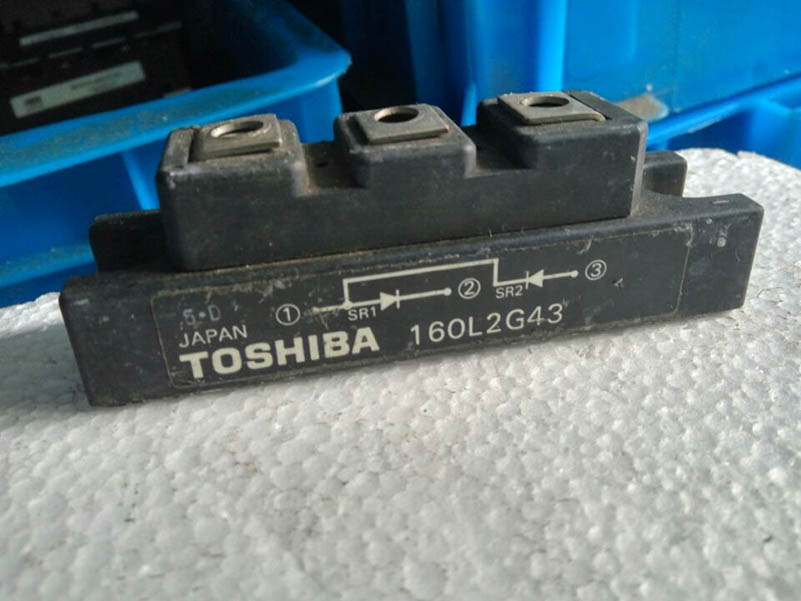 ① SR1 ② SR2 ③
5·D
JAPAN
TOSHIBA 160L2G43